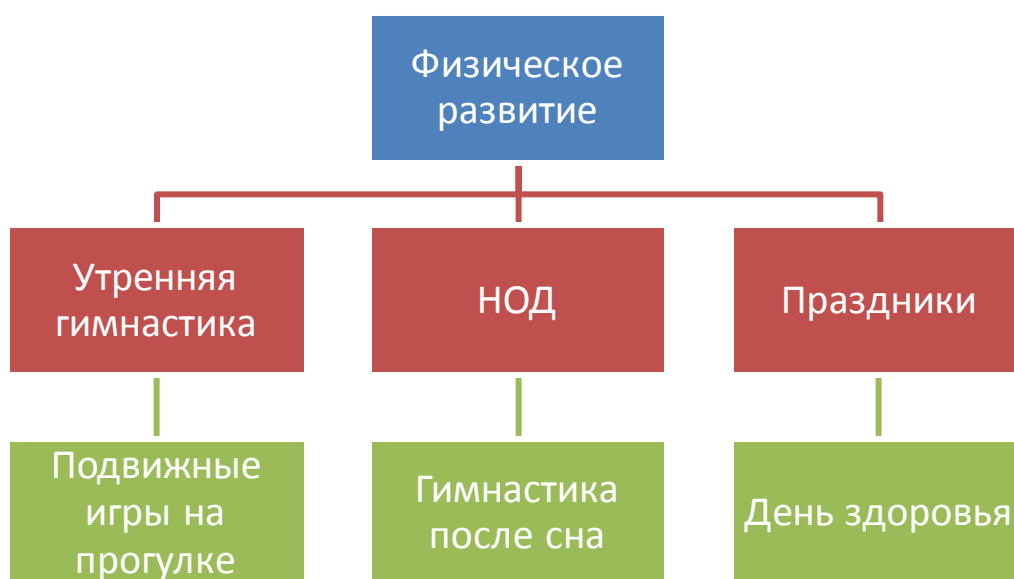 Физическое
развитие
Утренняя
гимнастика
НОД
Праздники
Подвижные
игры на
прогулке
Гимнастика
после сна
День здоровья